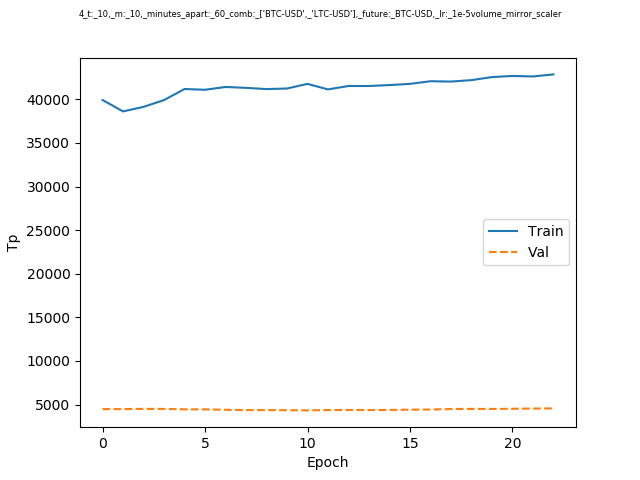 4_t:_10,_m:_10,_minutes_apart:_60_comb:_['BTC-USD',_'LTC-USD'],_future:_BTC-USD,_lr:_1e-5volume_mirror_scaler
40000
35000
30000
25000
20000
15000
10000
5000
Tp
Train
Val
0 5 10 15 20
Epoch